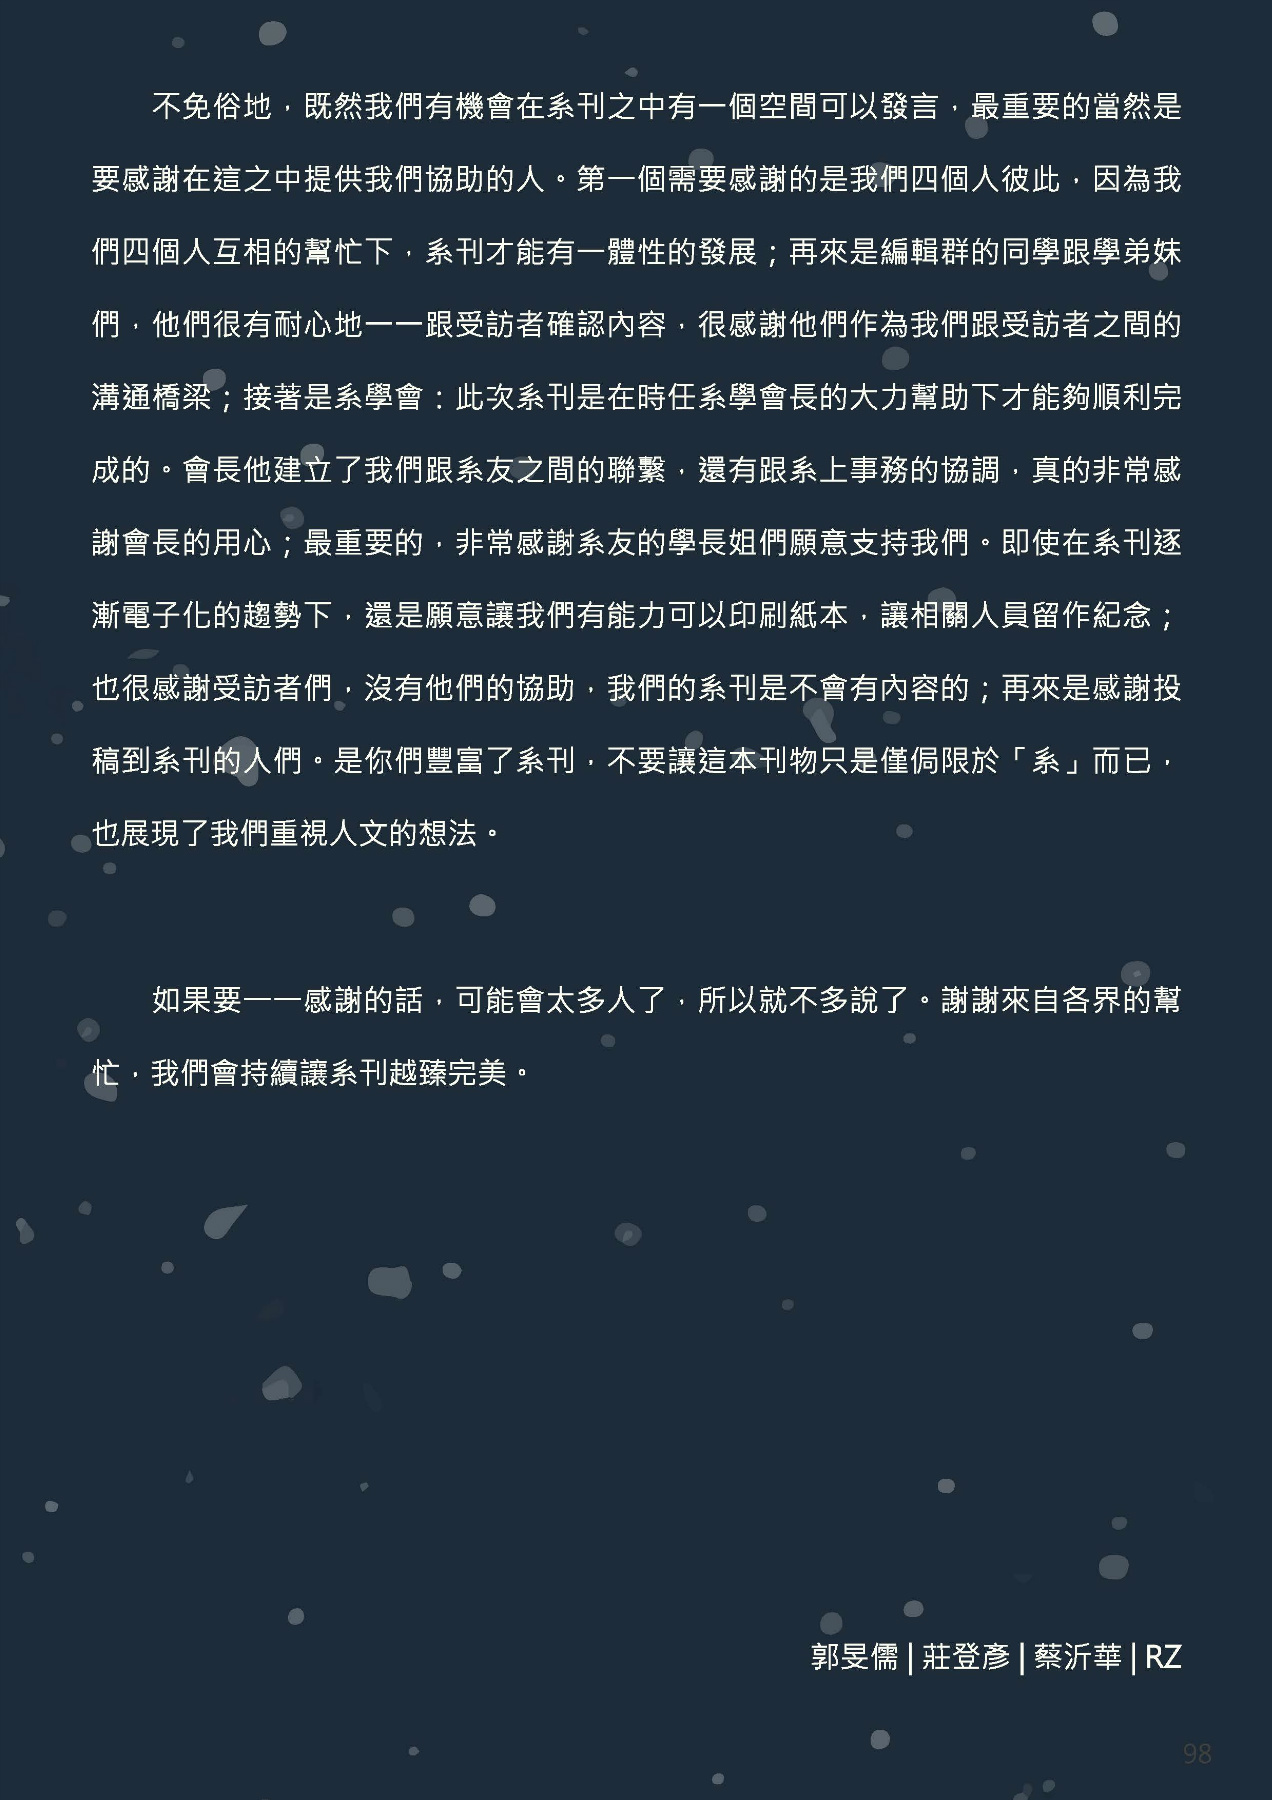 不免俗地，既然我們有機會在系刊之中有一個空間可以發言，最重要的當然是
要感謝在這之中提供我們協助的人。第一個需要感謝的是我們四個人彼此，因為我
們四個人互相的幫忙下，系刊才能有一體性的發展；再來是編輯群的同學跟學弟妹
們，他們很有耐心地一一跟受訪者確認內容，很感謝他們作為我們跟受訪者之間的
溝通橋梁；接著是系學會：此次系刊是在時任系學會長的大力幫助下才能夠順利完
成的。會長他建立了我們跟系友之間的聯繫，還有跟系上事務的協調，真的非常感
謝會長的用心；最重要的，非常感謝系友的學長姐們願意支持我們。即使在系刊逐
漸電子化的趨勢下，還是願意讓我們有能力可以印刷紙本，讓相關人員留作紀念；
也很感謝受訪者們，沒有他們的協助，我們的系刊是不會有內容的；再來是感謝投
稿到系刊的人們。是你們豐富了系刊，不要讓這本刊物只是僅侷限於「系」而已，
也展現了我們重視人文的想法。
如果要一一感謝的話，可能會太多人了，所以就不多說了。謝謝來自各界的幫
忙，我們會持續讓系刊越臻完美。
郭旻儒|莊登彥|蔡沂華|RZ
98